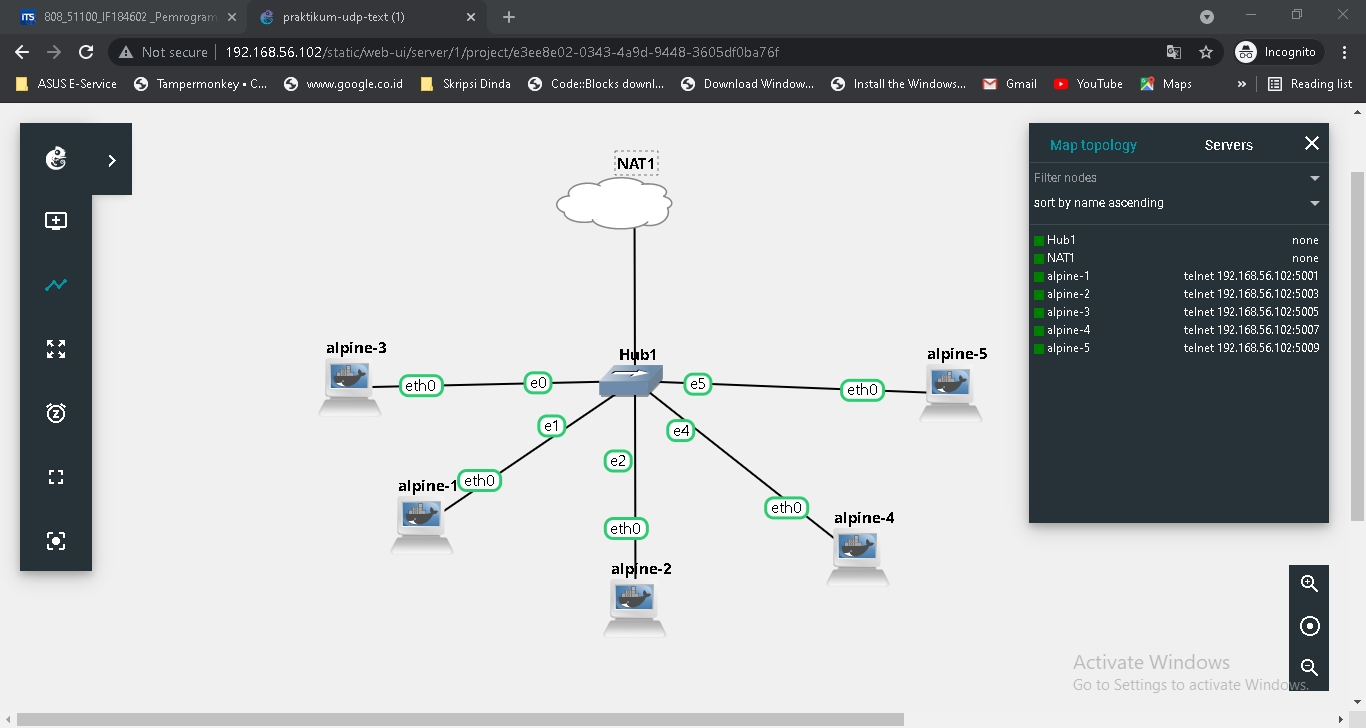 ITS 808_51100_IF184602_Pemrogram
praktikum-udp-text (1)
Not secure
192.168.56.102/static/web-ui/server/1/project/e3ee8e02-0343-4a9d-9448-3605df0ba76f
Incognito
ASUS E-Service
Tampermonkey • C...
www.google.co.id
Skripsi Dinda
Code::Blocks downl...
Download Window...
Install the Windows...
Gmail
YouTube
Maps
»
Reading list
Map topology
Servers
Filter nodes
sort by name ascending
Hub1 none
NAT1 none
alpine-1 telnet 192.168.56.102:5001
alpine-2 telnet 192.168.56.102:5003
alpine-3 telnet 192.168.56.102:5005
alpine-4 telnet 192.168.56.102:5007
alpine-5 telnet 192.168.56.102:5009
NAT1
alpine-3
Hub1
alpine-5
eth0
e0
e5
eth0
e1
e4
e2
alpine-1
eth0
eth0
alpine-4
eth0
alpine-2
Activate Windows
Go to Settings to activate Windows.